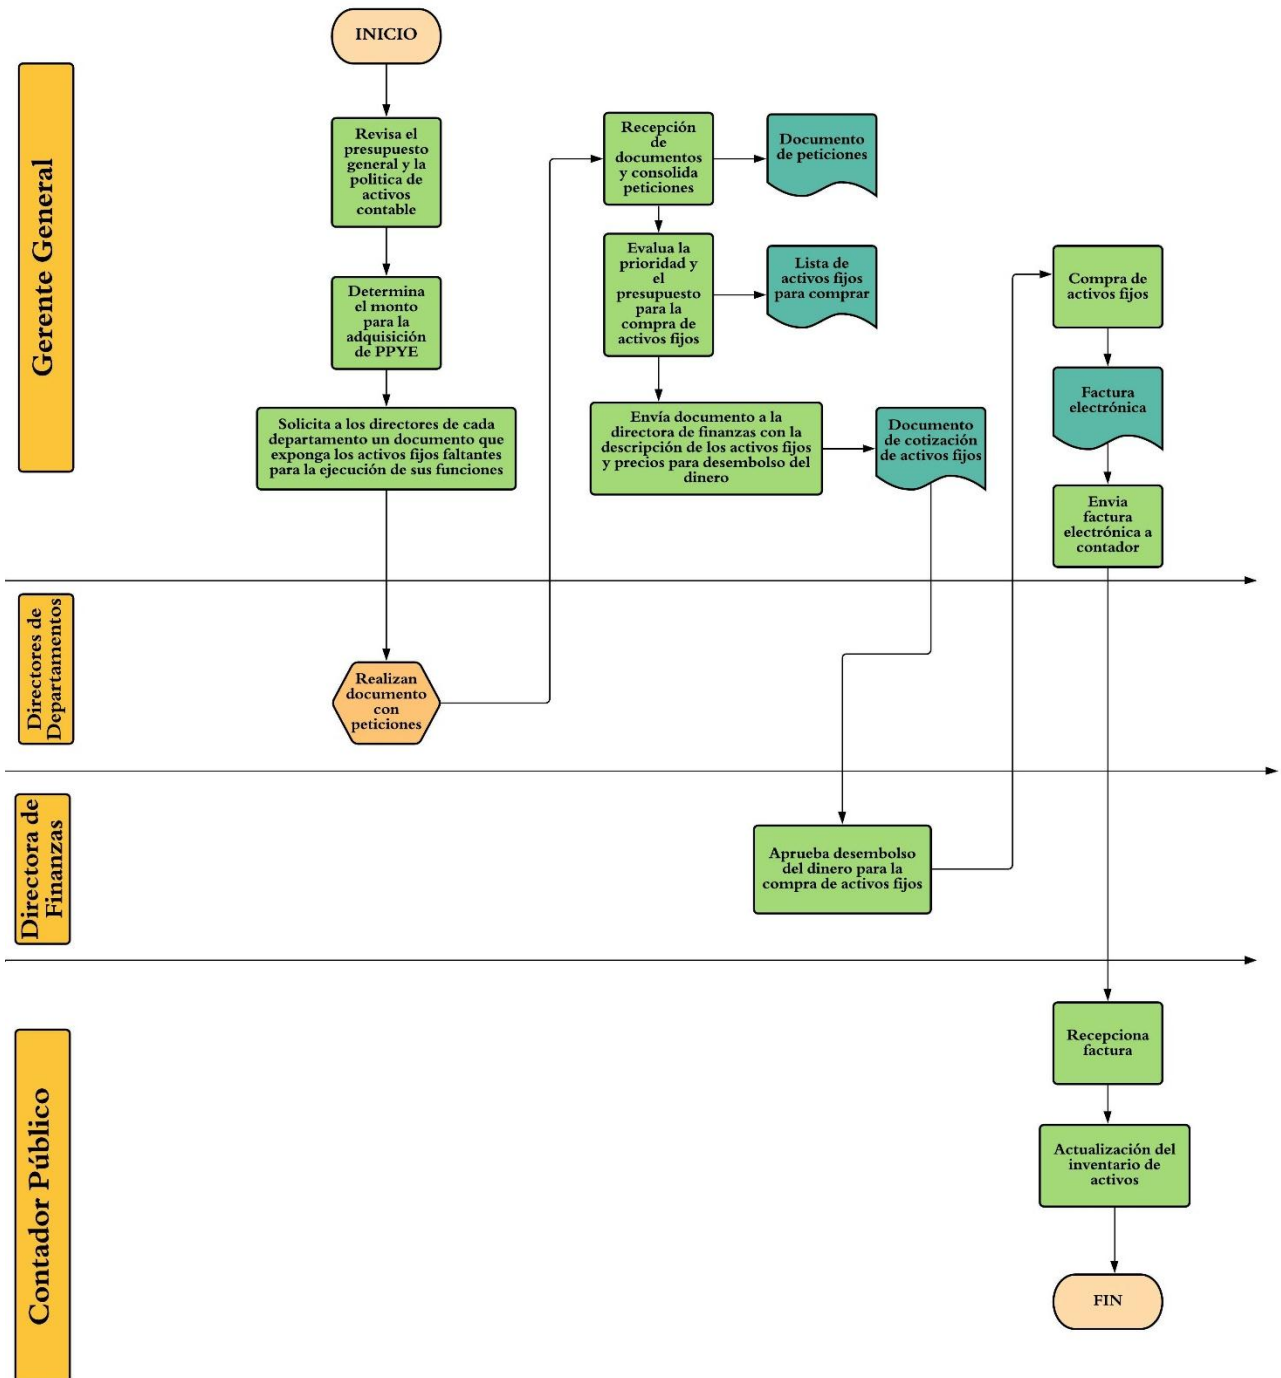 INICIO
Gerente General
Revisa el
presupuesto
general y la
politica de
activos
contable
Determina
el monto
para la
adquisición
de PPYE
Solicita a los directores de cada
departamento un documento que
exponga los activos fijos faltantes
para la ejecución de sus funciones
Recepción
de
documentos
y consolida
peticiones
Documento
de peticiones
Evalua la
prioridad y
el
presupuesto
para la
compra de
activos fijos
Lista de
activos fijos
para comprar
Envía documento a la
directora de finanzas con la
descripción de los activos fijos
y precios para desembolso del
dinero
Documento
de cotización
de activos fijos
Compra de
activos fijos
Factura
electrónica
Envia
factura
electrónica a
contador
Directores de
Departamentos
Realizan
documento
con
peticiones
Directora de
Finanzas
Aprueba desembolso
del dinero para la
compra de activos fijos
Contador Público
Recepciona
factura
Actualización del
inventario de
activos
FIN